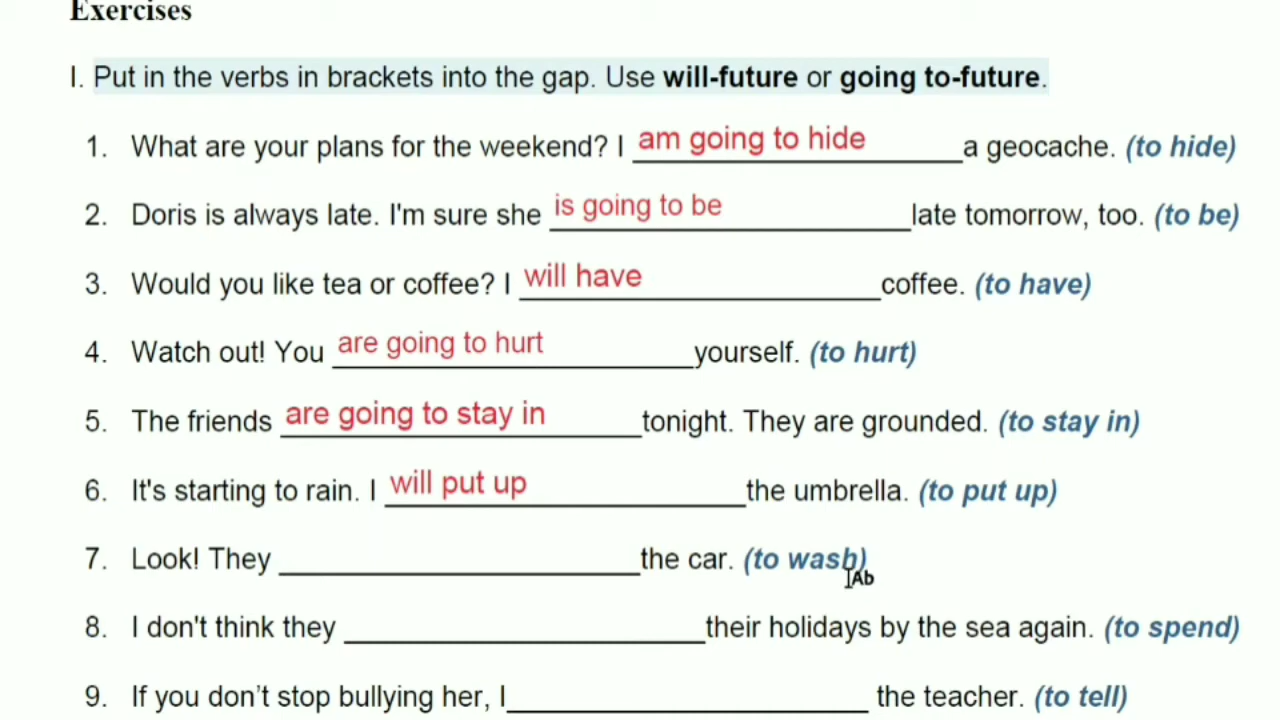 Exercises
I. Put in the verbs in brackets into the gap. Use will-future or going to-future.
1. What are your plans for the weekend? I am going to hide a geocache. (to hide)
2. Doris is always late. I'm sure she is going to be late tomorrow, too. (to be)
3. Would you like tea or coffee? I will have coffee. (to have)
4. Watch out! You are going to hurt yourself. (to hurt)
5. The friends are going to stay in tonight. They are grounded. (to stay in)
6. It's starting to rain. I will put up the umbrella. (to put up)
7. Look! They ____________ the car. (to wash)
Ab
8. I don't think they ____________ their holidays by the sea again. (to spend)
9. If you don’t stop bullying her, I____________ the teacher. (to tell)